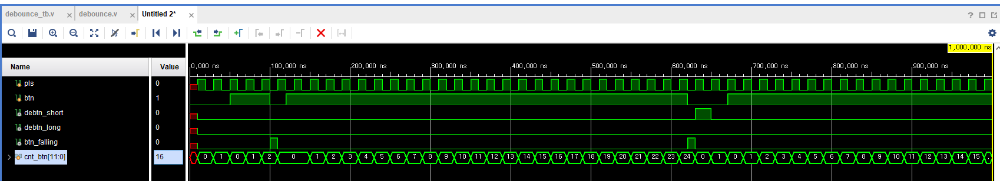 debounce_tb.v × debounce.v × Untitled 2* ×
?
1,000,000 ns
Name Value
0,000 ns 100,000 ns 200,000 ns 300,000 ns 400,000 ns 500,000 ns 600,000 ns 700,000 ns 800,000 ns 900,000 ns
pls 0
btn 1
debtn_short 0
debtn_long 0
btn_falling 0
cnt_btn[11:0] 16 0 1 0 1 2 0 1 2 3 4 5 6 7 8 9 10 11 12 13 14 15 16 17 18 19 20 21 22 23 24 0 1 0 1 2 3 4 5 6 7 8 9 10 11 12 13 14 15 .